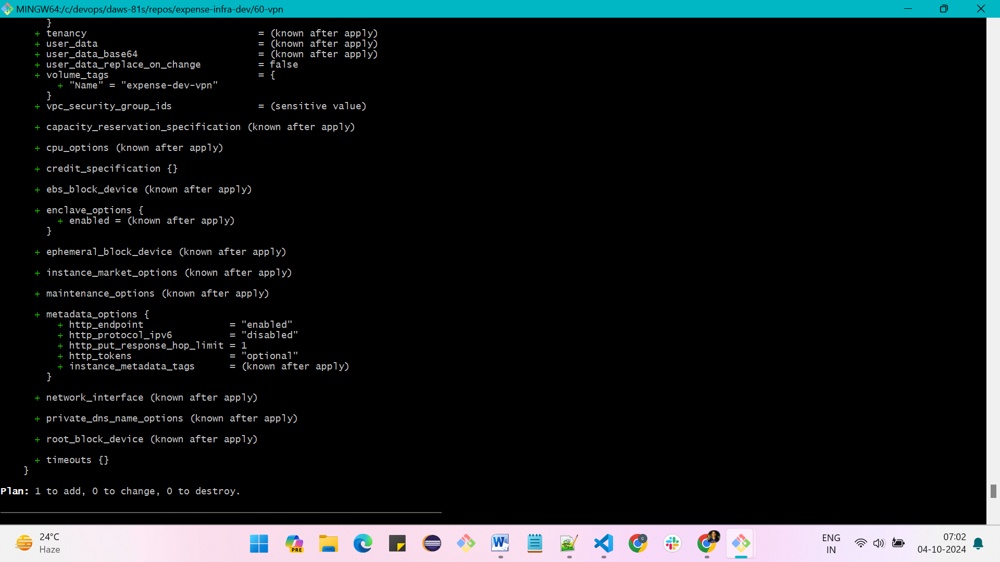 MINGW64:/c/devops/daws-81s/repos/expense-infra-dev/60-vpn
}
+ tenancy = (known after apply)
+ user_data = (known after apply)
+ user_data_base64 = (known after apply)
+ user_data_replace_on_change = false
+ volume_tags = {
+ "Name" = "expense-dev-vpn"
}
+ vpc_security_group_ids = (sensitive value)
+ capacity_reservation_specification (known after apply)
+ cpu_options (known after apply)
+ credit_specification {}
+ ebs_block_device (known after apply)
+ enclave_options {
+ enabled = (known after apply)
}
+ ephemeral_block_device (known after apply)
+ instance_market_options (known after apply)
+ maintenance_options (known after apply)
+ metadata_options {
+ http_endpoint = "enabled"
+ http_protocol_ipv6 = "disabled"
+ http_put_response_hop_limit = 1
+ http_tokens = "optional"
+ instance_metadata_tags = (known after apply)
}
+ network_interface (known after apply)
+ private_dns_name_options (known after apply)
+ root_block_device (known after apply)
+ timeouts {}
}
Plan: 1 to add, 0 to change, 0 to destroy.
24°C
Haze
PRE
W
C
ENG
IN
07:02
04-10-2024